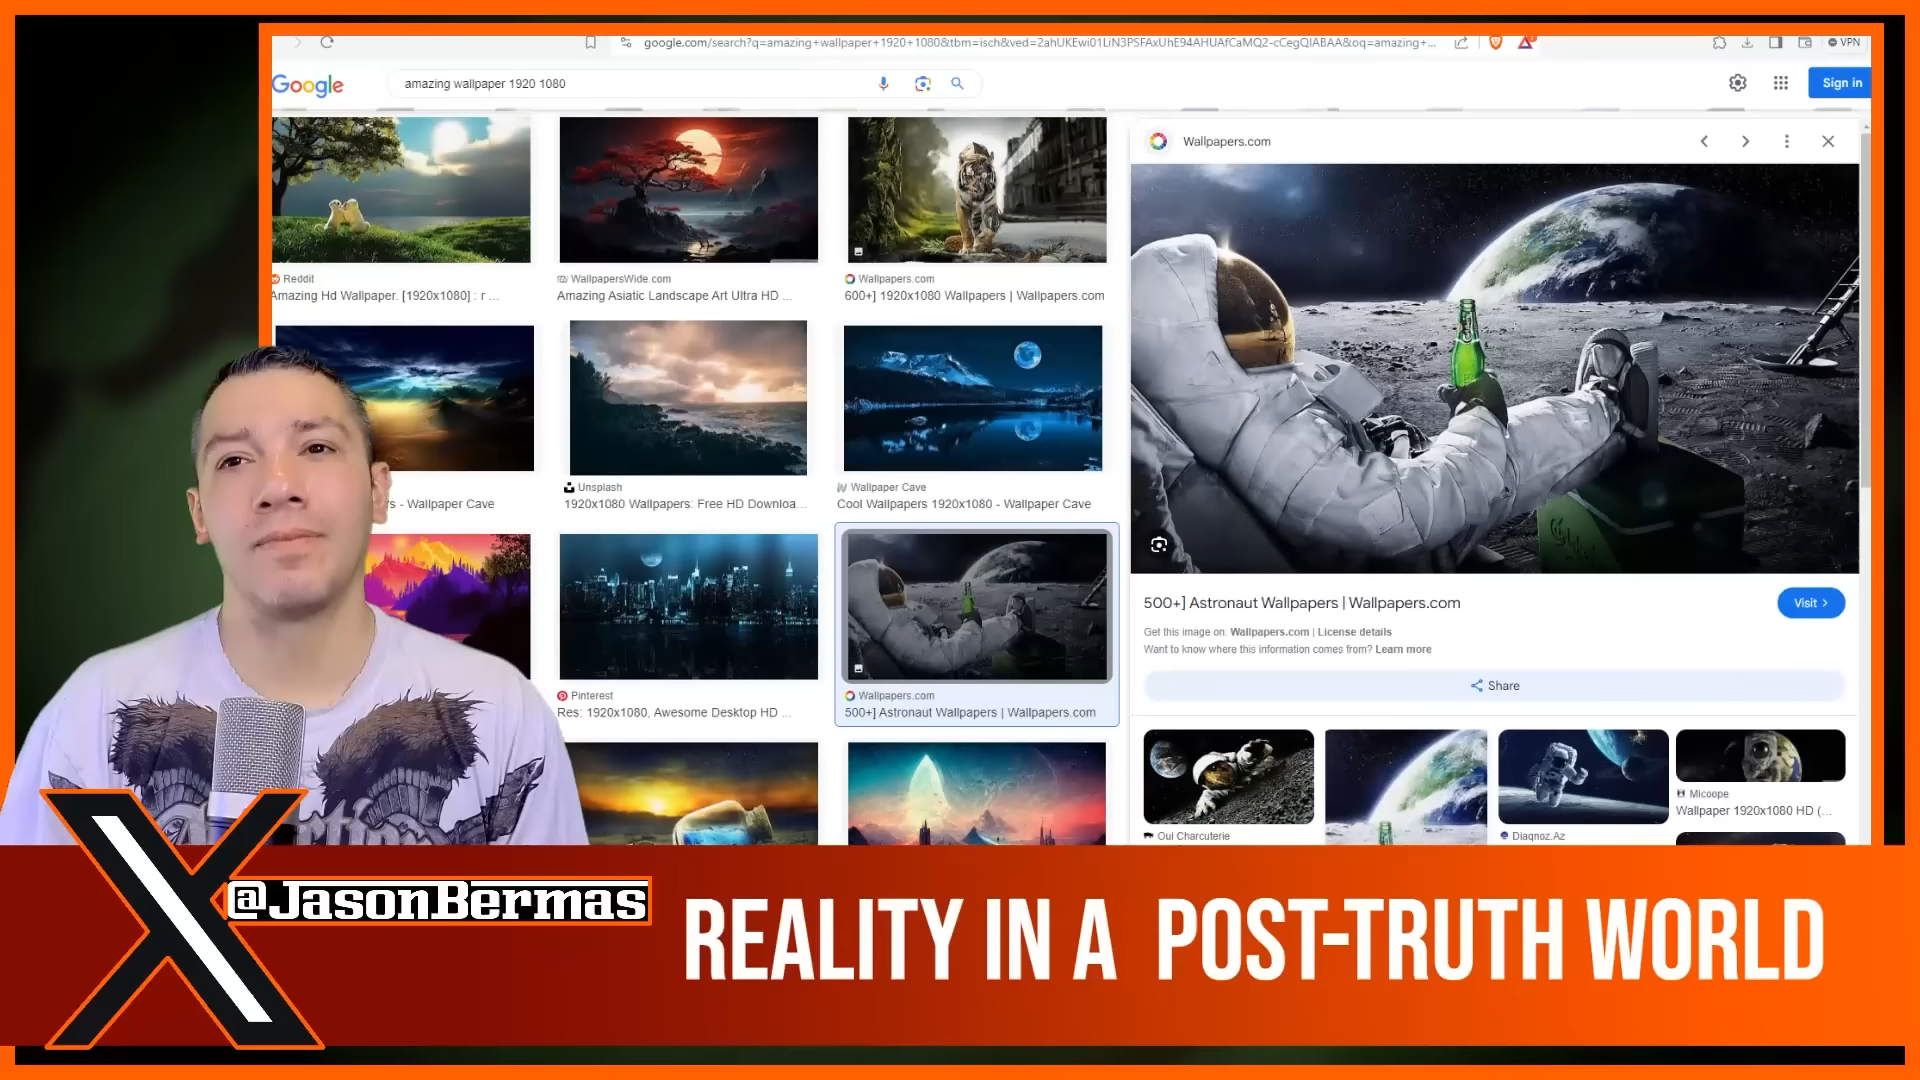 google.com/search?q=amazing+wallpaper+1920+1080&tbm=isch&ved=2ahUKEwi01LiN3PSFAxUhE94AHUAfCaMQ2-cCegQIABAA&oq=amazing+...
VPN
Google
amazing wallpaper 1920 1080
Sign in
Wallpapers.com
Reddit
Amazing Hd Wallpaper. [1920x1080] : r ...
WallpapersWide.com
Amazing Asiatic Landscape Art Ultra HD ...
Wallpapers.com
600+] 1920x1080 Wallpapers | Wallpapers.com
rs - Wallpaper Cave
Unsplash
1920x1080 Wallpapers: Free HD Downloa...
Wallpaper Cave
Cool Wallpapers 1920x1080 - Wallpaper Cave
Pinterest
Res: 1920x1080, Awesome Desktop HD ...
Wallpapers.com
500+] Astronaut Wallpapers | Wallpapers.com
500+] Astronaut Wallpapers | Wallpapers.com
Visit
Get this image on: Wallpapers.com | License details
Want to know where this information comes from? Learn more
Share
Oui Charcuterie
Diagnoz.Az
Micoope
Wallpaper 1920x1080 HD (...
X
@JasonBermas
REALITY IN A POST-TRUTH WORLD